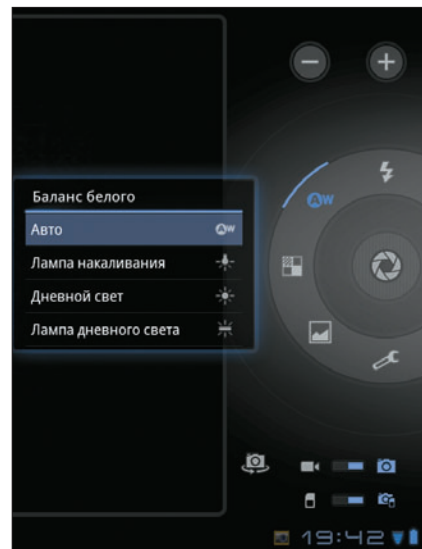 Баланс белого
Авто
Лампа накаливания
Дневной свет
Лампа дневного света
19:42